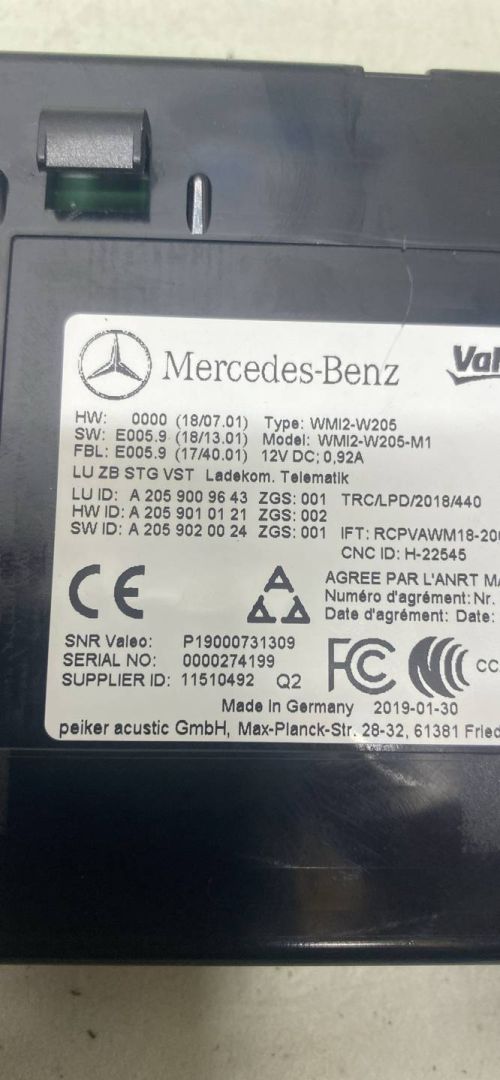 Mercedes-Benz Val
HW: 0000 (18/07.01) Type: WMI2-W205
SW: E005.9 (18/13.01) Model: WMI2-W205-M1
FBL: E005.9 (17/40.01) 12V DC; 0,92A
LU ZB STG VST Ladekom. Telematik
LU ID: A 205 900 96 43 ZGS: 001 TRC/LPD/2018/440
HW ID: A 205 901 01 21 ZGS: 002
SW ID: A 205 902 00 24 ZGS: 001 IFT: RCPVAWM18-20
CNC ID: H-22545
CE
AGREE PAR L'ANRT MA
Numéro d'agrément: Nr.
Date d'agrément: Date:
SNR Valeo: P19000731309
SERIAL NO: 0000274199
SUPPLIER ID: 11510492 Q2
FC
CC
Made in Germany 2019-01-30
peiker acustic GmbH, Max-Planck-Str. 28-32, 61381 Fried